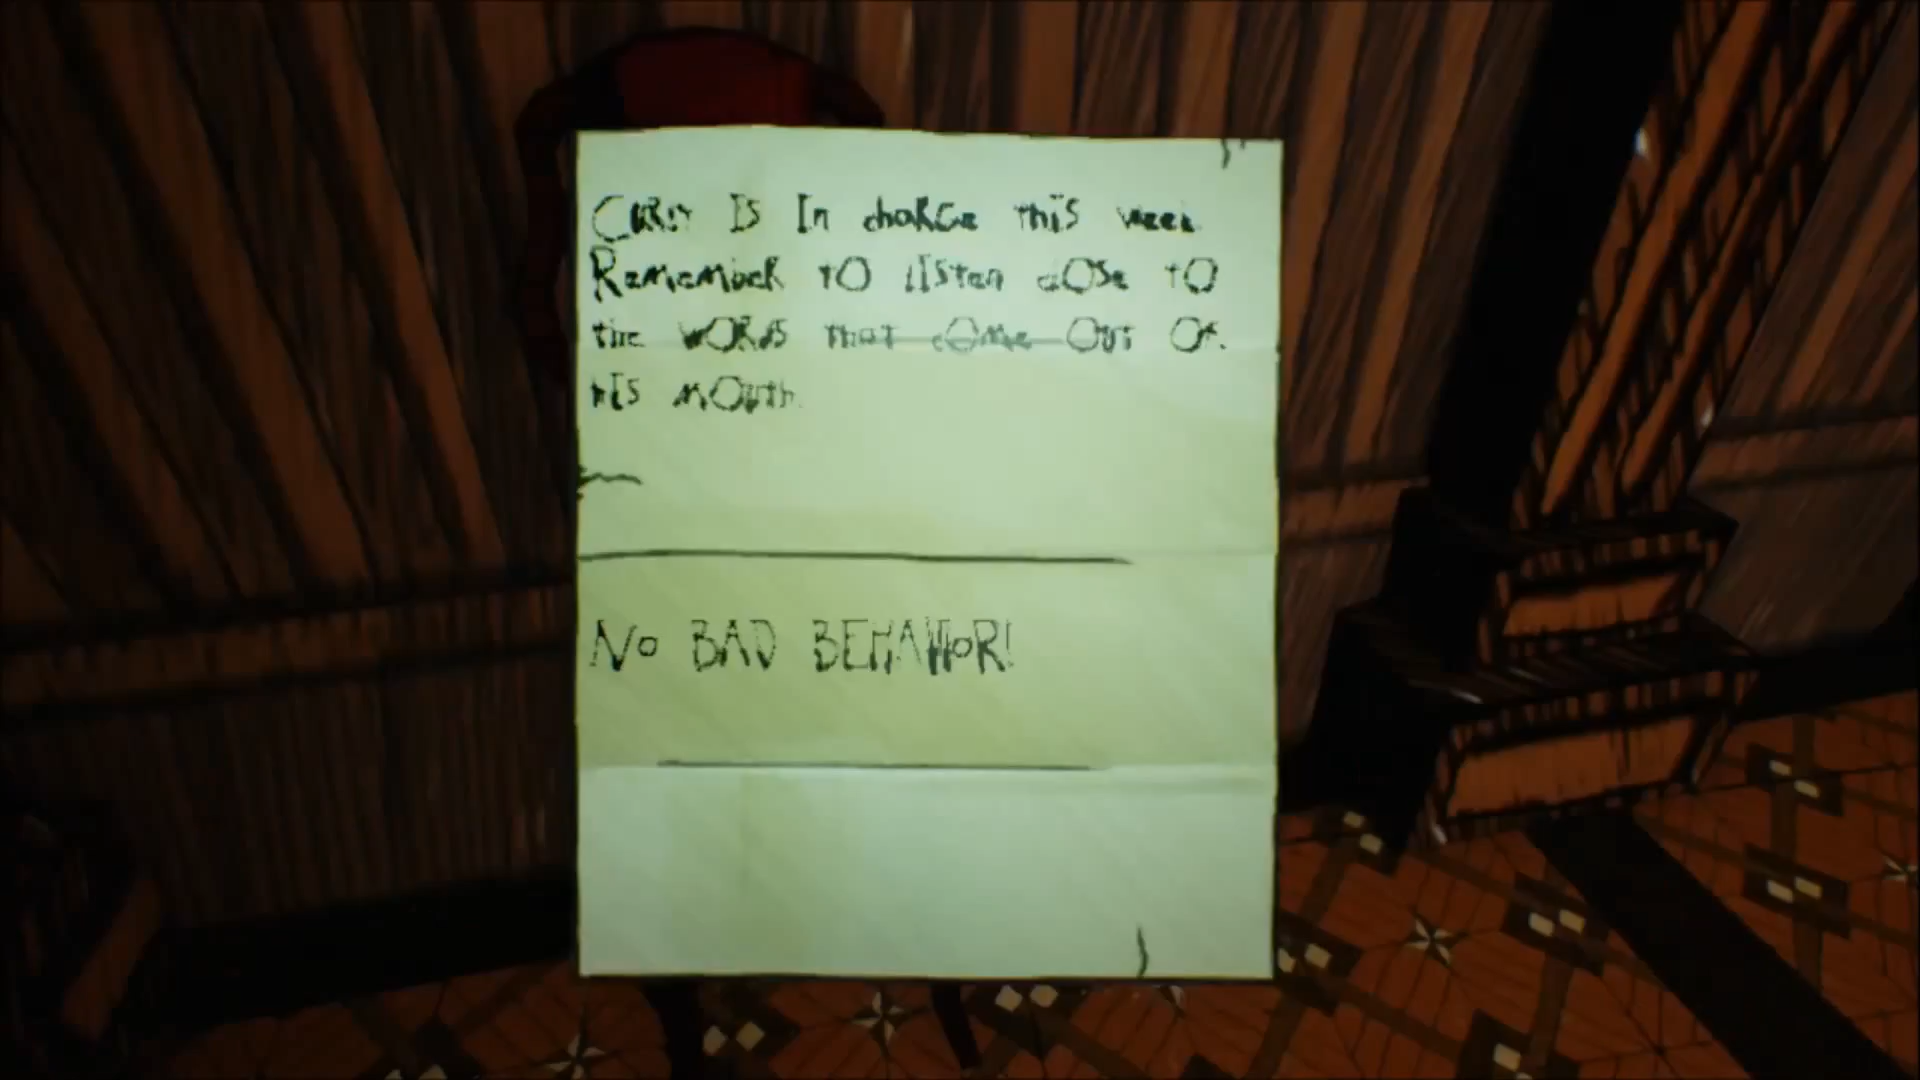 Is In charge this week.
Remember to listen close to
the words that come out of
his mouth.
No BAD BEHAVIOR!